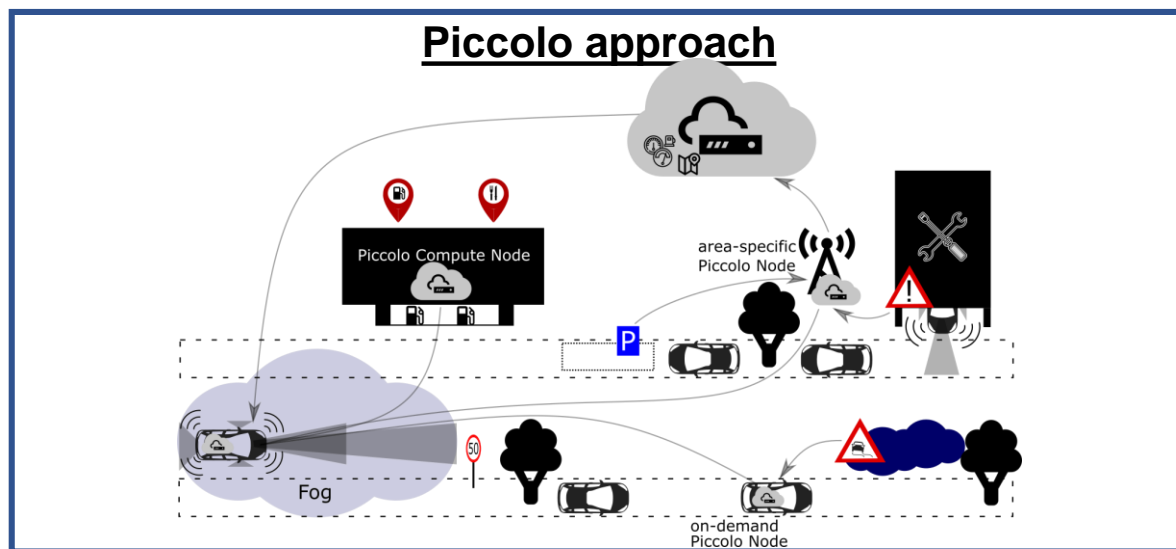 Piccolo approach
Piccolo Compute Node
area-specific
Piccolo Node
!
P
50
Fog
on-demand
Piccolo Node